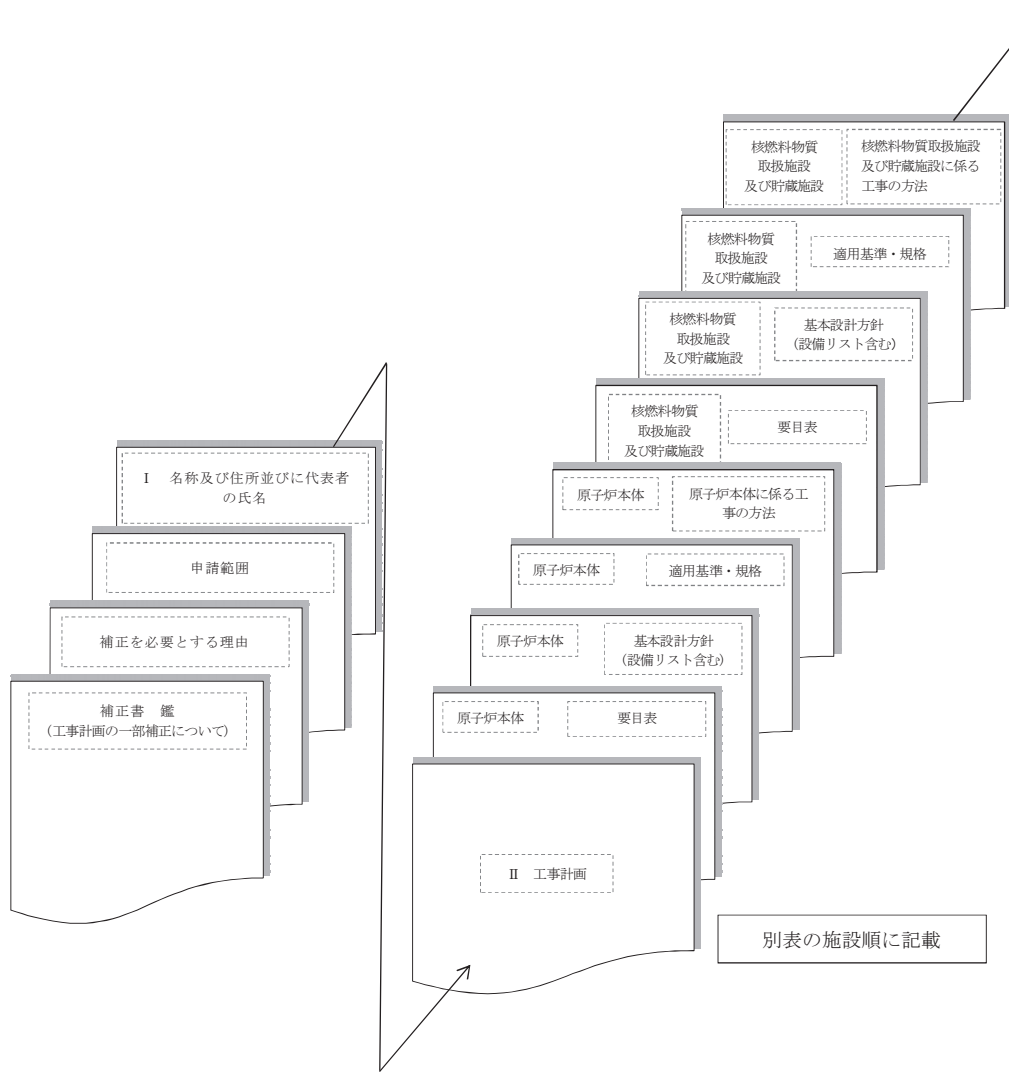 核燃料物質
取扱施設
及び貯蔵施設
核燃料物質取扱施設
及び貯蔵施設に係る
工事の方法
核燃料物質
取扱施設
及び貯蔵施設
適用基準・規格
核燃料物質
取扱施設
及び貯蔵施設
基本設計方針
(設備リスト含む)
核燃料物質
取扱施設
及び貯蔵施設
要目表
原子炉本体
原子炉本体に係る工
事の方法
原子炉本体
適用基準・規格
原子炉本体
基本設計方針
(設備リスト含む)
原子炉本体
要目表
Ⅱ　工事計画
Ⅰ　名称及び住所並びに代表者
の氏名
申請範囲
補正を必要とする理由
補正書　鑑
(工事計画の一部補正について)
別表の施設順に記載